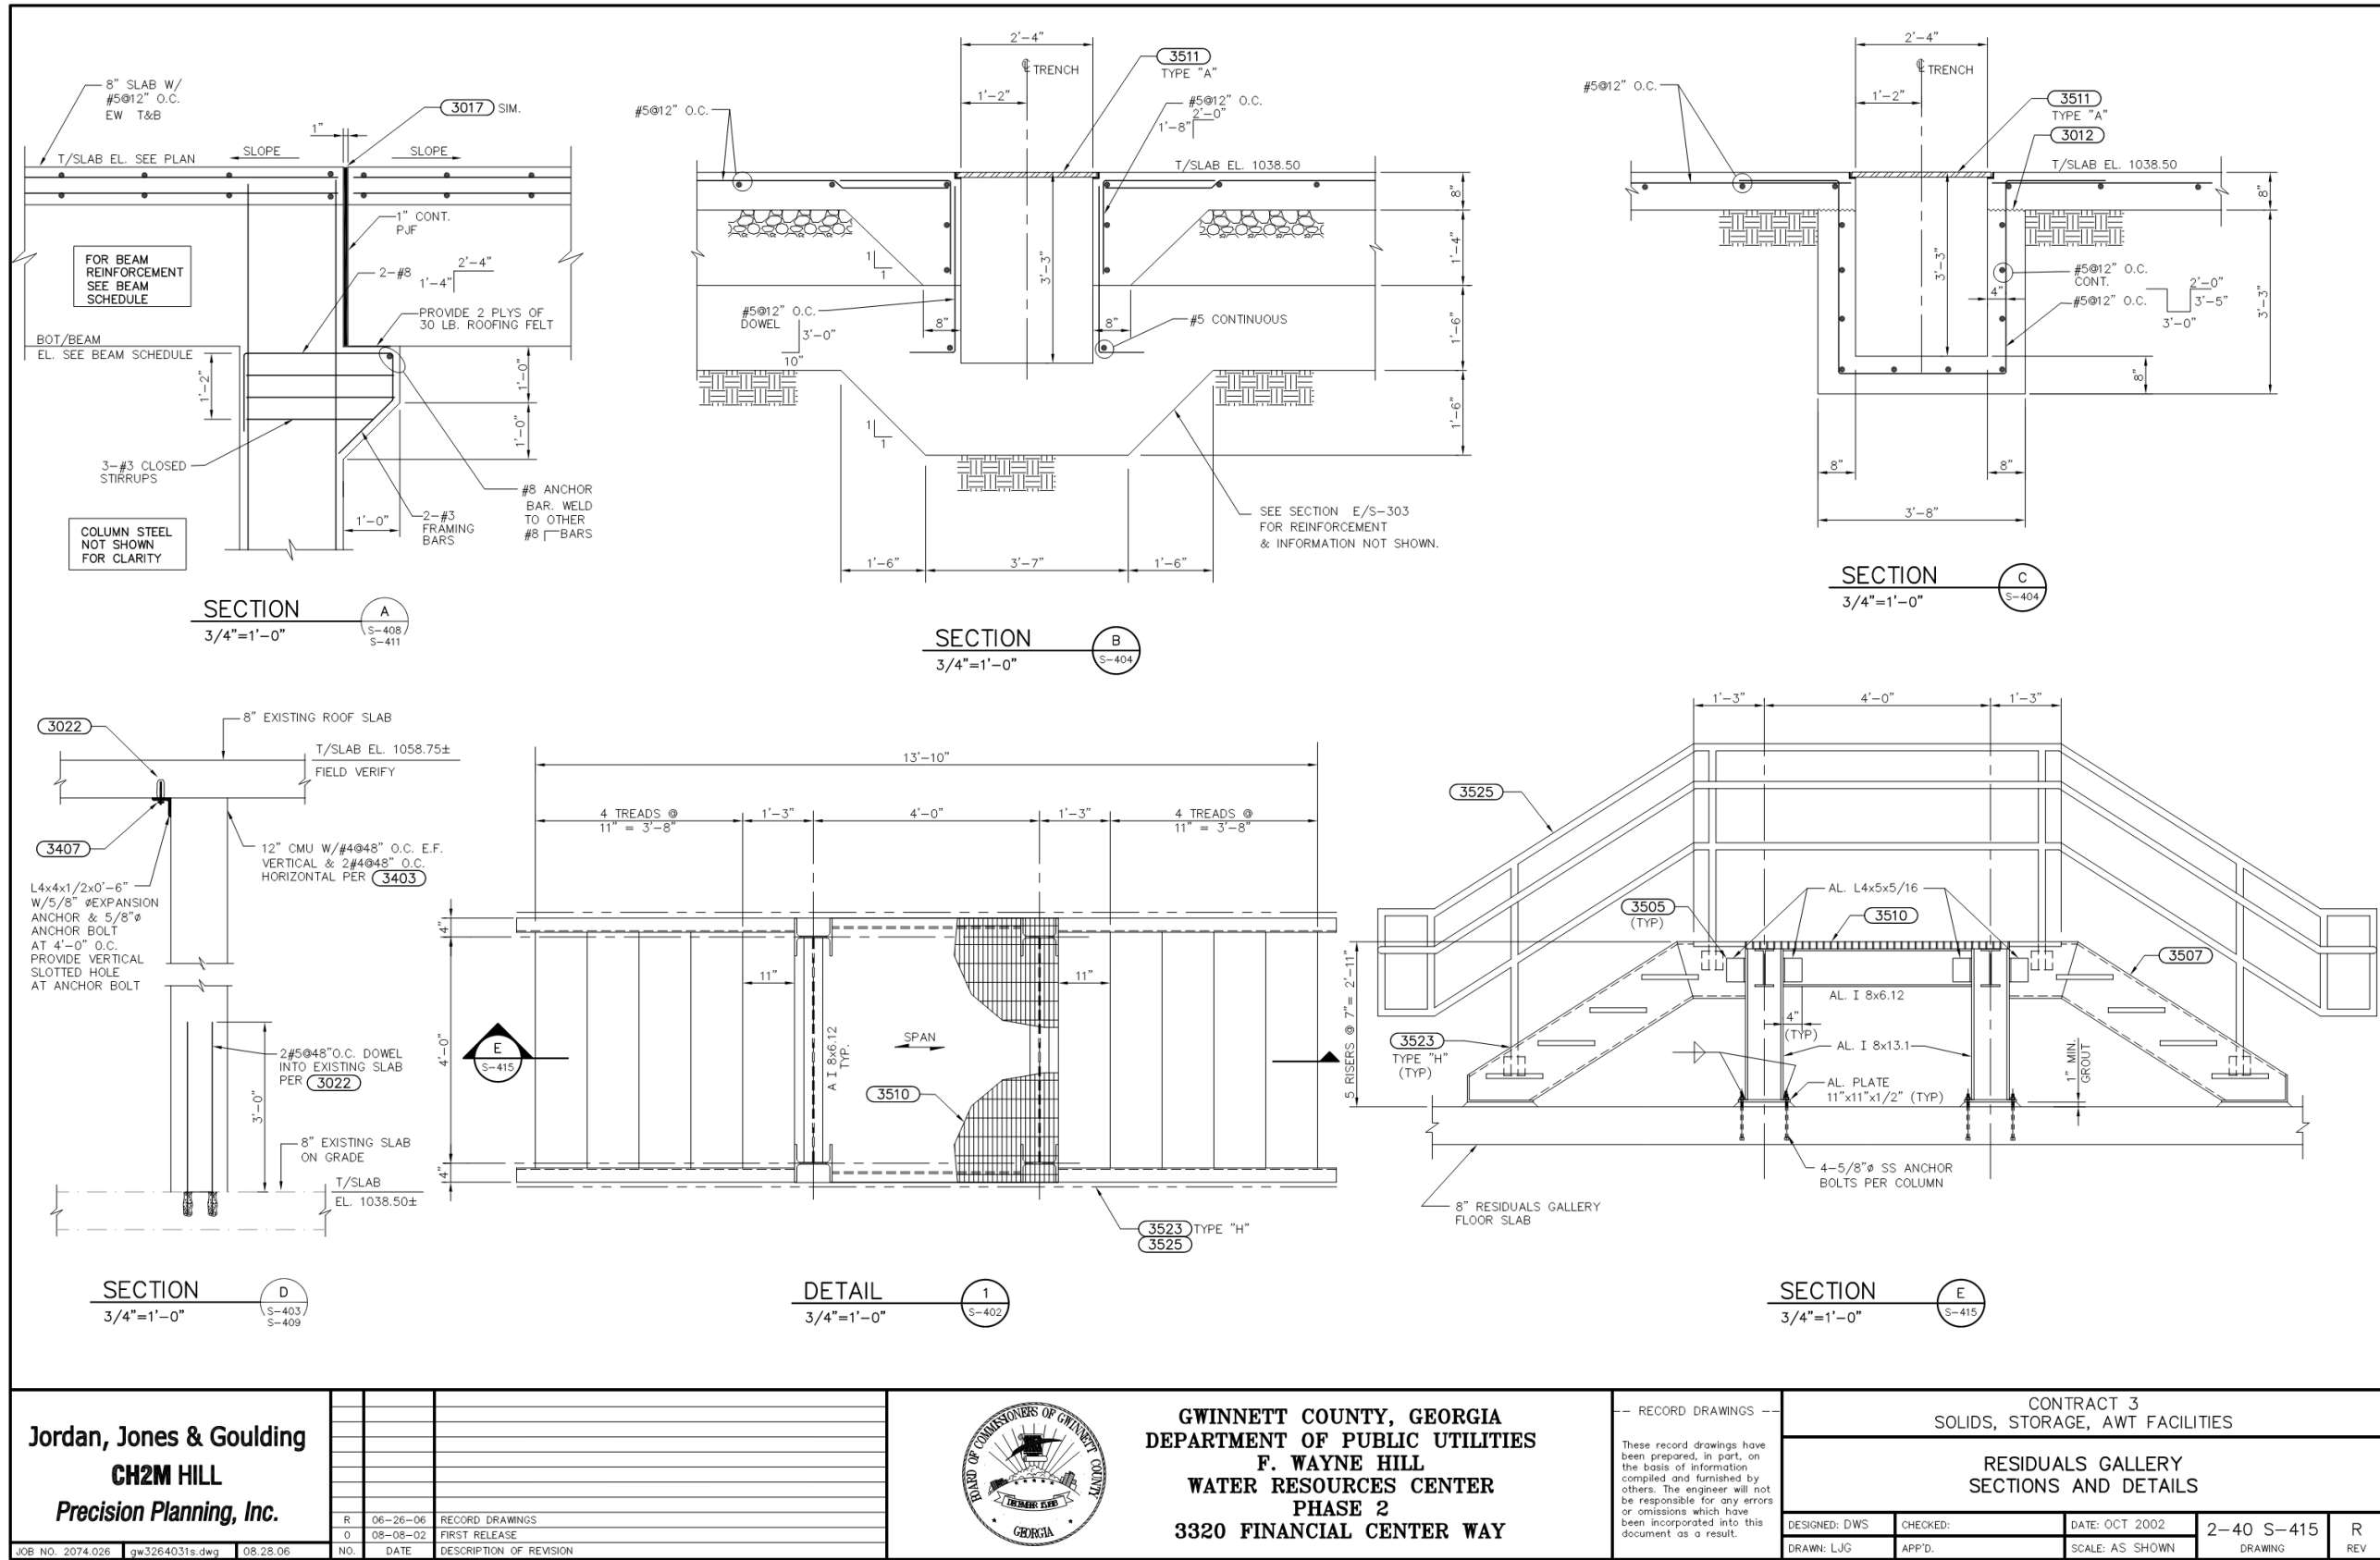 8" SLAB W/
#5@12" O.C.
EW T&B
1"
3017 SIM.
T/SLAB EL. SEE PLAN
SLOPE
SLOPE
1" CONT.
PJF
FOR BEAM
REINFORCEMENT
SEE BEAM
SCHEDULE
2-#8
1'-4"
2'-4"
PROVIDE 2 PLYS OF
30 LB. ROOFING FELT
BOT/BEAM
EL. SEE BEAM SCHEDULE
1'-2"
1'-0"
1'-0"
3-#3 CLOSED
STIRRUPS
#8 ANCHOR
BAR. WELD
TO OTHER
#8 BARS
2-#3
FRAMING
BARS
1'-0"
COLUMN STEEL
NOT SHOWN
FOR CLARITY
SECTION
3/4"=1'-0"
A
S-408
S-411
2'-4"
℄ TRENCH
1'-2"
3511
TYPE "A"
#5@12" O.C.
#5@12" O.C.
2'-0"
1'-8"
T/SLAB EL. 1038.50
8"
1'-4"
1'-6"
1'-6"
1
1
3'-3"
#5@12" O.C.
DOWEL
3'-0"
10"
8"
8"
#5 CONTINUOUS
1
1
SEE SECTION E/S-303
FOR REINFORCEMENT
& INFORMATION NOT SHOWN.
1'-6"
3'-7"
1'-6"
SECTION
3/4"=1'-0"
B
S-404
2'-4"
℄ TRENCH
1'-2"
#5@12" O.C.
3511
TYPE "A"
3012
T/SLAB EL. 1038.50
8"
3'-3"
3'-3"
#5@12" O.C.
CONT.
4"
#5@12" O.C.
2'-0"
3'-5"
3'-0"
8"
8"
8"
3'-8"
SECTION
3/4"=1'-0"
C
S-404
3022
8" EXISTING ROOF SLAB
T/SLAB EL. 1058.75±
FIELD VERIFY
3407
12" CMU W/#4@48" O.C. E.F.
VERTICAL & 2#4@48" O.C.
HORIZONTAL PER 3403
L4x4x1/2x0'-6"
W/5/8" øEXPANSION
ANCHOR & 5/8"ø
ANCHOR BOLT
AT 4'-0" O.C.
PROVIDE VERTICAL
SLOTTED HOLE
AT ANCHOR BOLT
2#5@48"O.C. DOWEL
INTO EXISTING SLAB
PER 3022
3'-0"
8" EXISTING SLAB
ON GRADE
T/SLAB
EL. 1038.50±
SECTION
3/4"=1'-0"
D
S-403
S-409
13'-10"
4 TREADS @
11" = 3'-8"
1'-3"
4'-0"
1'-3"
4 TREADS @
11" = 3'-8"
4"
4'-0"
4"
11"
11"
E
S-415
A I 8x6.12
TYP.
SPAN
3510
3523 TYPE "H"
3525
DETAIL
3/4"=1'-0"
1
S-402
1'-3"
4'-0"
1'-3"
3525
AL. L4x5x5/16
3505
(TYP)
3510
3507
5 RISERS @ 7"= 2'-11"
AL. I 8x6.12
4"
(TYP)
3523
TYPE "H"
(TYP)
AL. I 8x13.1
AL. PLATE
11"x11"x1/2" (TYP)
1" MIN.
GROUT
4-5/8"ø SS ANCHOR
BOLTS PER COLUMN
8" RESIDUALS GALLERY
FLOOR SLAB
SECTION
3/4"=1'-0"
E
S-415
Jordan, Jones & Goulding
CH2M HILL
Precision Planning, Inc.
JOB NO. 2074.026 gw3264031s.dwg 08.28.06
R 06-26-06 RECORD DRAWINGS
0 08-08-02 FIRST RELEASE
NO. DATE DESCRIPTION OF REVISION
BOARD OF COMMISSIONERS OF GWINNETT COUNTY
GEORGIA
GWINNETT COUNTY, GEORGIA
DEPARTMENT OF PUBLIC UTILITIES
F. WAYNE HILL
WATER RESOURCES CENTER
PHASE 2
3320 FINANCIAL CENTER WAY
-- RECORD DRAWINGS --
These record drawings have
been prepared, in part, on
the basis of information
compiled and furnished by
others. The engineer will not
be responsible for any errors
or omissions which have
been incorporated into this
document as a result.
CONTRACT 3
SOLIDS, STORAGE, AWT FACILITIES
RESIDUALS GALLERY
SECTIONS AND DETAILS
DESIGNED: DWS CHECKED: DATE: OCT 2002
DRAWN: LJG APP'D. SCALE: AS SHOWN
2-40 S-415
DRAWING
R
REV